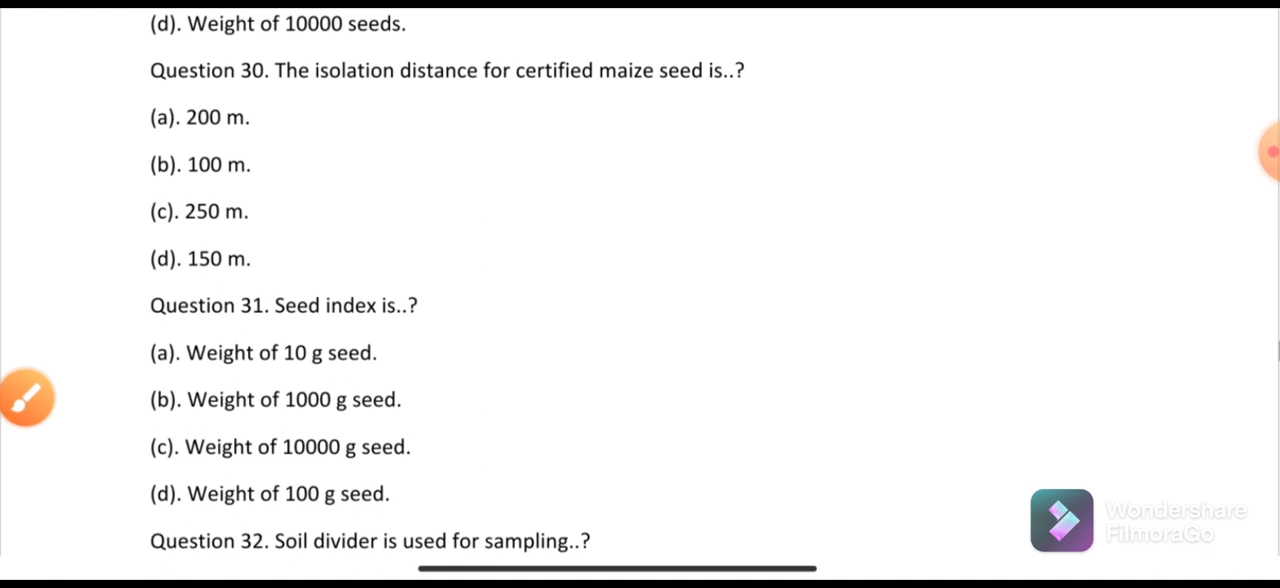 (d). Weight of 10000 seeds.
Question 30. The isolation distance for certified maize seed is..?
(a). 200 m.
(b). 100 m.
(c). 250 m.
(d). 150 m.
Question 31. Seed index is..?
(a). Weight of 10 g seed.
(b). Weight of 1000 g seed.
(c). Weight of 10000 g seed.
(d). Weight of 100 g seed.
Question 32. Soil divider is used for sampling..?
Wondershare
FilmoraGo